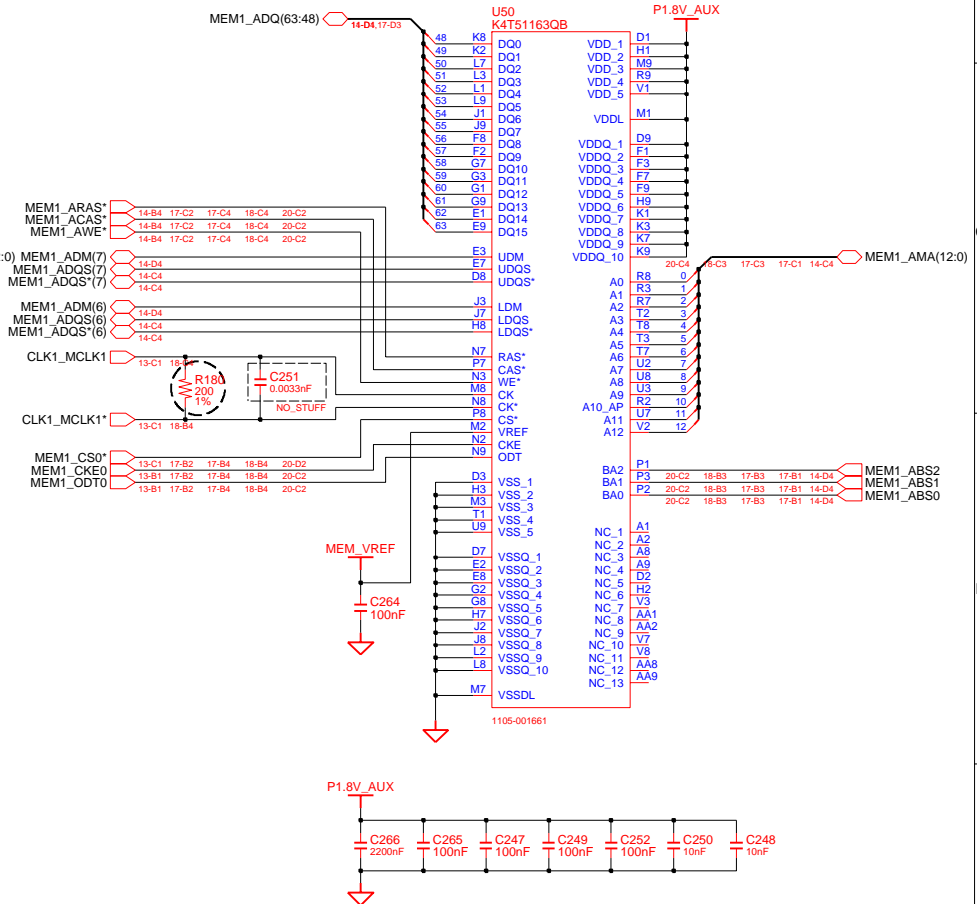 U50
K4T51163QB
P1.8V_AUX
MEM1_ADQ(63:48)
14-D4,17-D3
48 K8 DQ0
49 K2 DQ1
50 L7 DQ2
51 L3 DQ3
52 L1 DQ4
53 L9 DQ5
54 J1 DQ6
55 J9 DQ7
56 F8 DQ8
57 F2 DQ9
58 G7 DQ10
59 G3 DQ11
60 G1 DQ12
61 G9 DQ13
62 E1 DQ14
63 E9 DQ15
D1 VDD_1
H1 VDD_2
M9 VDD_3
R9 VDD_4
V1 VDD_5
M1 VDDL
D9 VDDQ_1
F1 VDDQ_2
F3 VDDQ_3
F7 VDDQ_4
F9 VDDQ_5
H9 VDDQ_6
K1 VDDQ_7
K3 VDDQ_8
K7 VDDQ_9
K9 VDDQ_10
MEM1_ARAS*
14-B4 17-C2 17-C4 18-C4 20-C2
MEM1_ACAS*
14-B4 17-C2 17-C4 18-C4 20-C2
MEM1_AWE*
14-B4 17-C2 17-C4 18-C4 20-C2
:0) MEM1_ADM(7)
14-D4
E3 UDM
MEM1_ADQS(7)
14-C4
E7 UDQS
MEM1_ADQS*(7)
14-C4
D8 UDQS*
MEM1_ADM(6)
14-D4
J3 LDM
MEM1_ADQS(6)
14-C4
J7 LDQS
MEM1_ADQS*(6)
14-C4
H8 LDQS*
CLK1_MCLK1
13-C1 18-C4
R180
200
1%
C251
0.0033nF
NO_STUFF
CLK1_MCLK1*
13-C1 18-B4
N7 RAS*
P7 CAS*
N3 WE*
M8 CK
N8 CK*
P8 CS*
M2 VREF
N2 CKE
N9 ODT
MEM1_CS0*
13-C1 17-B2 17-B4 18-B4 20-D2
MEM1_CKE0
13-B1 17-B2 17-B4 18-B4 20-C2
MEM1_ODT0
13-B1 17-B2 17-B4 18-B4 20-C2
20-C4 18-C3 17-C3 17-C1 14-C4
MEM1_AMA(12:0)
A0 R8 0
A1 R3 1
A2 R7 2
A3 T2 3
A4 T8 4
A5 T3 5
A6 T7 6
A7 U2 7
A8 U8 8
A9 U3 9
A10_AP R2 10
A11 U7 11
A12 V2 12
BA2 P1
MEM1_ABS2
20-C2 18-B3 17-B3 17-B1 14-D4
BA1 P3
MEM1_ABS1
20-C2 18-B3 17-B3 17-B1 14-D4
BA0 P2
MEM1_ABS0
20-C2 18-B3 17-B3 17-B1 14-D4
D3 VSS_1
H3 VSS_2
M3 VSS_3
T1 VSS_4
U9 VSS_5
D7 VSSQ_1
E2 VSSQ_2
E8 VSSQ_3
G2 VSSQ_4
G8 VSSQ_5
H7 VSSQ_6
J2 VSSQ_7
J8 VSSQ_8
L2 VSSQ_9
L8 VSSQ_10
M7 VSSDL
NC_1 A1
NC_2 A2
NC_3 A8
NC_4 A9
NC_5 D2
NC_6 H2
NC_7 V3
NC_8 AA1
NC_9 AA2
NC_10 V7
NC_11 V8
NC_12 AA8
NC_13 AA9
MEM_VREF
C264
100nF
1105-001661
P1.8V_AUX
C266
2200nF
C265
100nF
C247
100nF
C249
100nF
C252
100nF
C250
10nF
C248
10nF